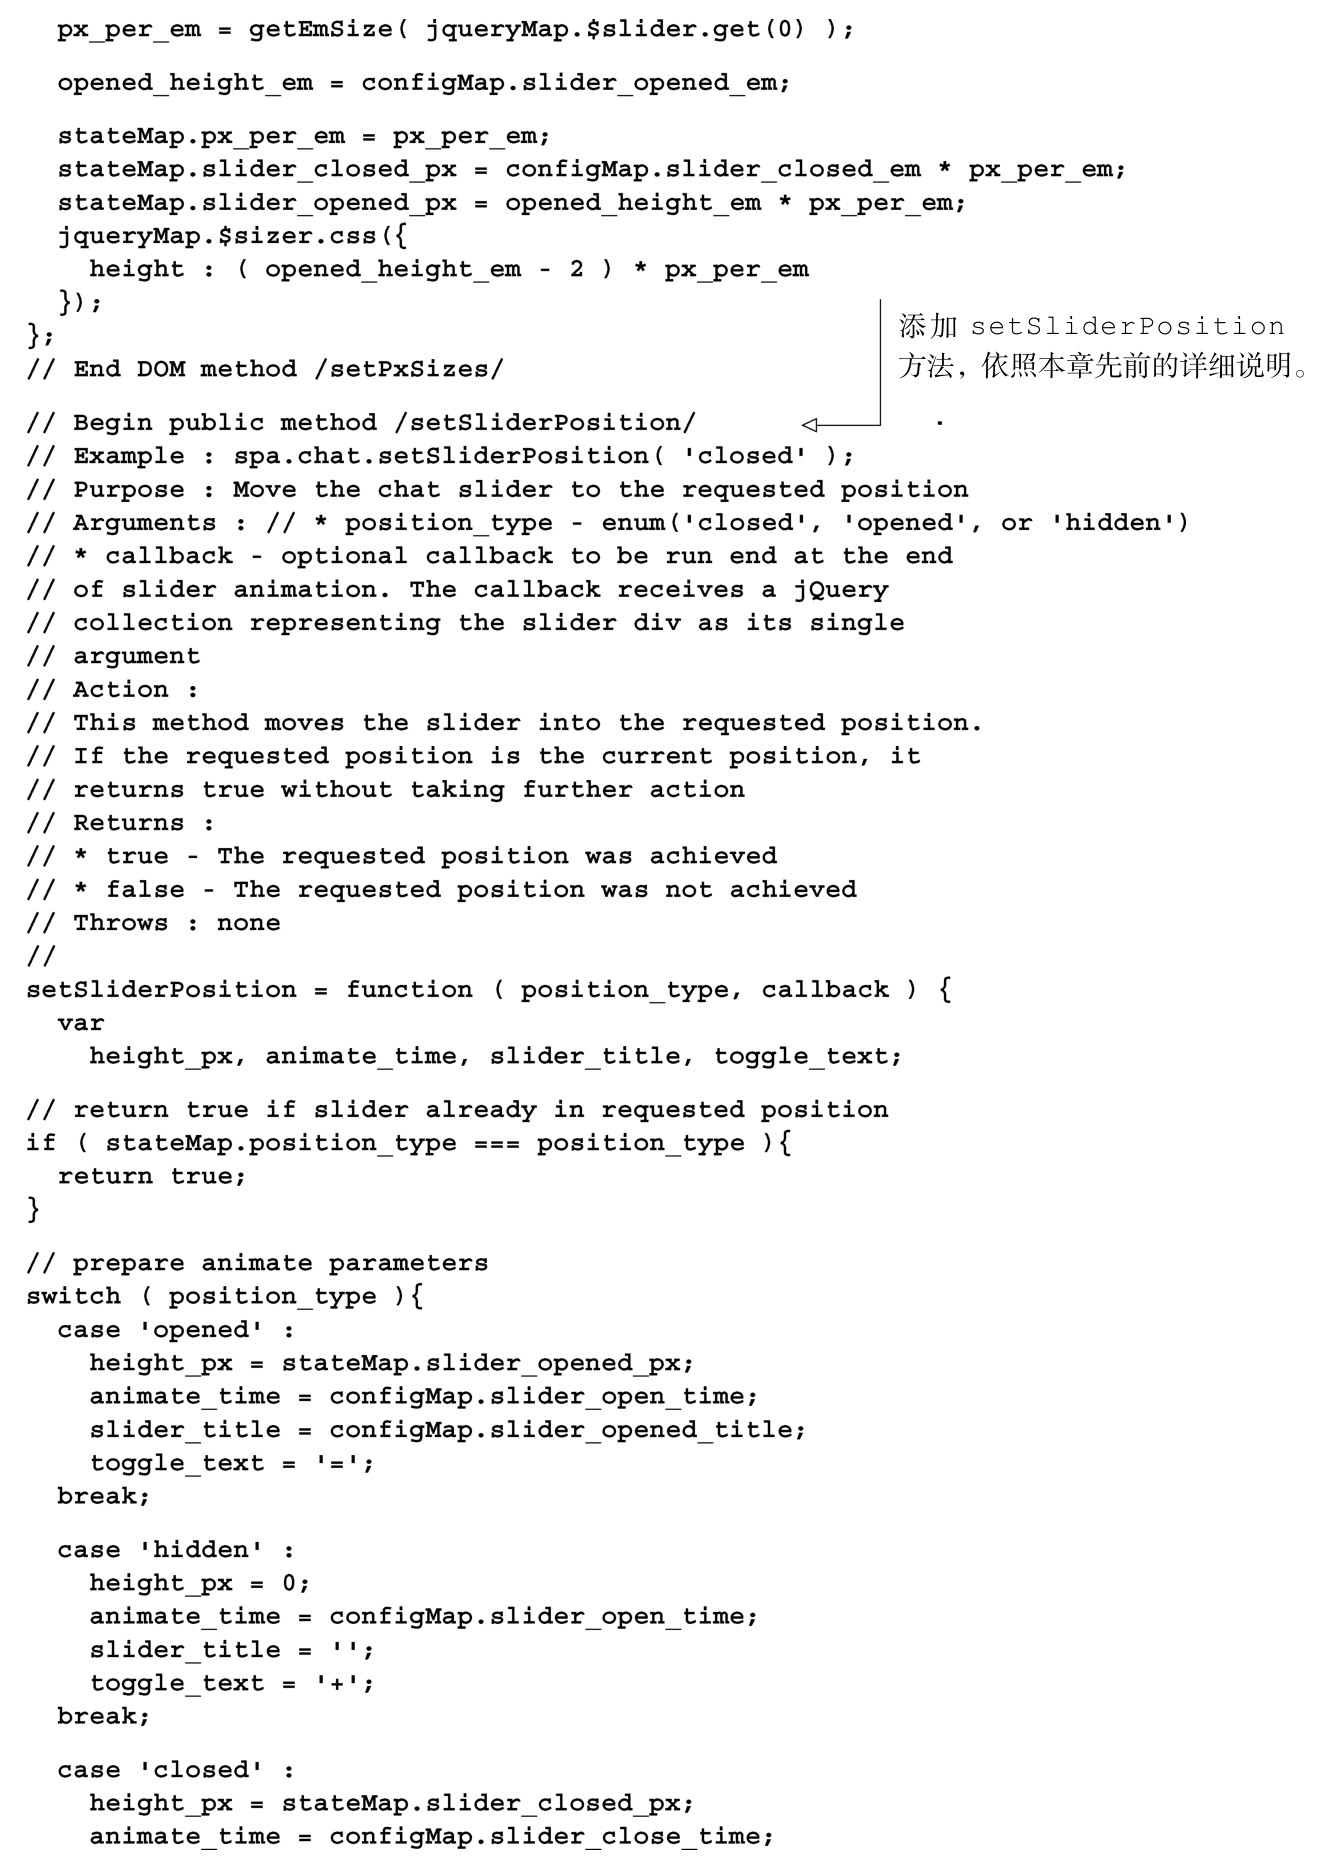 px_per_em = getEmSize( jqueryMap.$slider.get(0) );
opened_height_em = configMap.slider_opened_em;
stateMap.px_per_em = px_per_em;
stateMap.slider_closed_px = configMap.slider_closed_em * px_per_em;
stateMap.slider_opened_px = opened_height_em * px_per_em;
jqueryMap.$sizer.css({
height : ( opened_height_em - 2 ) * px_per_em
});
};
添加 setSliderPosition
方法，依照本章先前的详细说明。
// End DOM method /setPxSizes/
// Begin public method /setSliderPosition/
// Example : spa.chat.setSliderPosition( 'closed' );
// Purpose : Move the chat slider to the requested position
// Arguments : // * position_type - enum('closed', 'opened', or 'hidden')
// * callback - optional callback to be run end at the end
// of slider animation. The callback receives a jQuery
// collection representing the slider div as its single
// argument
// Action :
// This method moves the slider into the requested position.
// If the requested position is the current position, it
// returns true without taking further action
// Returns :
// * true - The requested position was achieved
// * false - The requested position was not achieved
// Throws : none
//
setSliderPosition = function ( position_type, callback ) {
var
height_px, animate_time, slider_title, toggle_text;
// return true if slider already in requested position
if ( stateMap.position_type === position_type ){
return true;
}
// prepare animate parameters
switch ( position_type ){
case 'opened' :
height_px = stateMap.slider_opened_px;
animate_time = configMap.slider_open_time;
slider_title = configMap.slider_opened_title;
toggle_text = '=';
break;
case 'hidden' :
height_px = 0;
animate_time = configMap.slider_open_time;
slider_title = '';
toggle_text = '+';
break;
case 'closed' :
height_px = stateMap.slider_closed_px;
animate_time = configMap.slider_close_time;